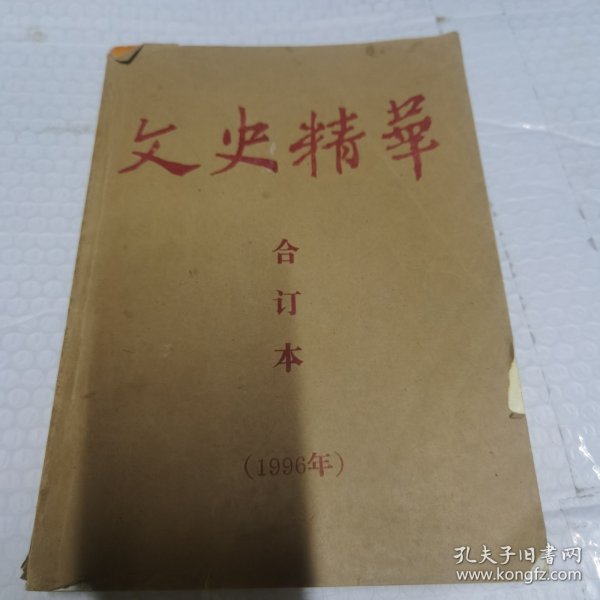 文史精華
合
订
本
(1996年)
孔夫子旧书网
www.kongfz.com